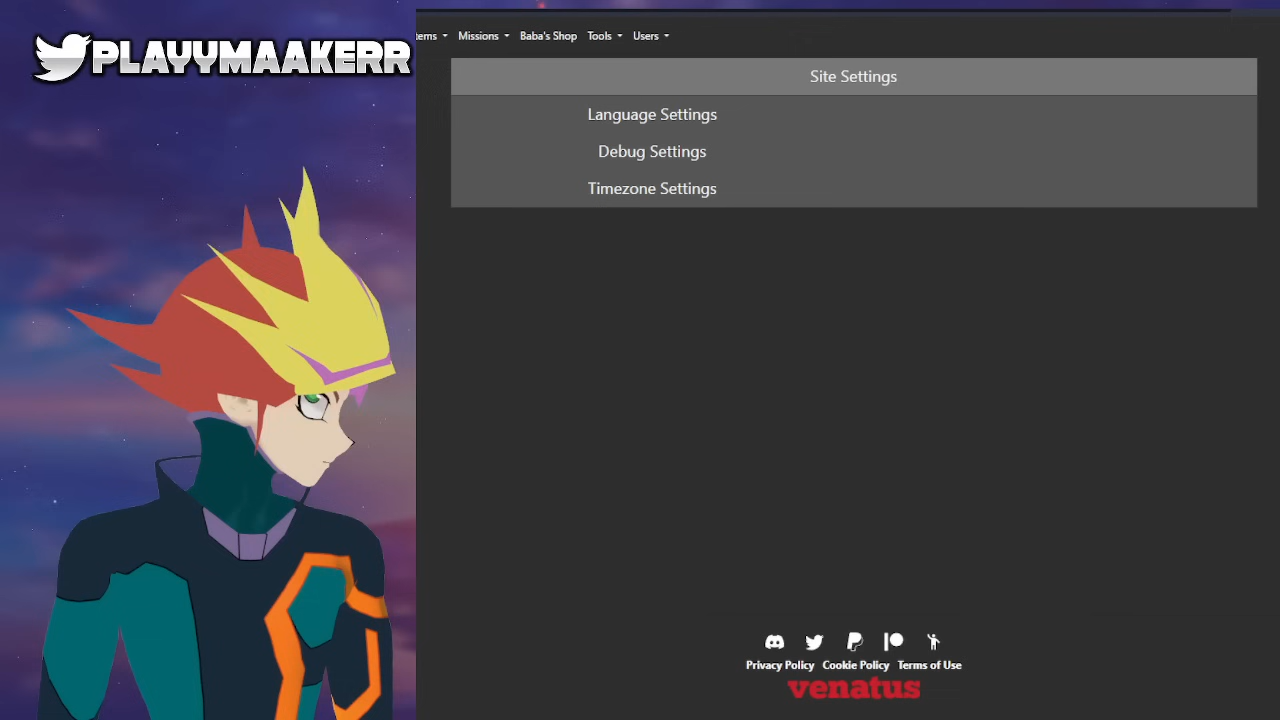 PLAYYMAAKERR
tems Missions Baba's Shop Tools Users
Site Settings
Language Settings
Debug Settings
Timezone Settings
Privacy Policy Cookie Policy Terms of Use
venatus